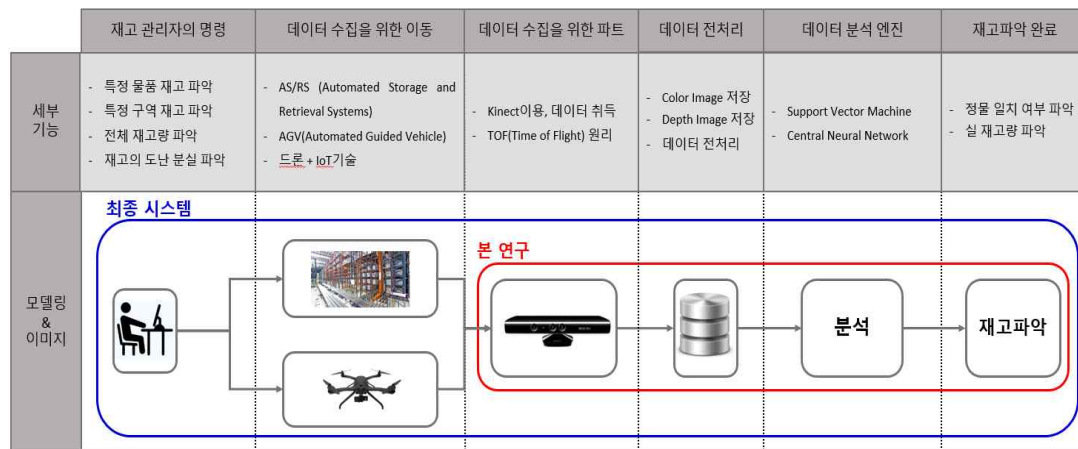 재고 관리자의 명령
데이터 수집을 위한 이동
데이터 수집을 위한 파트
데이터 전처리
데이터 분석 엔진
재고파악 완료
세부
기능
- 특정 물품 재고 파악
- 특정 구역 재고 파악
- 전체 재고량 파악
- 재고의 도난 분실 파악
- AS/RS (Automated Storage and
Retrieval Systems)
- AGV(Automated Guided Vehicle)
- 드론 + IoT기술
- Kinect이용, 데이터 취득
- TOF(Time of Flight) 원리
- Color Image 저장
- Depth Image 저장
- 데이터 전처리
- Support Vector Machine
- Central Neural Network
- 정물 일치 여부 파악
- 실 재고량 파악
모델링
&
이미지
최종 시스템
본 연구
분석
재고파악